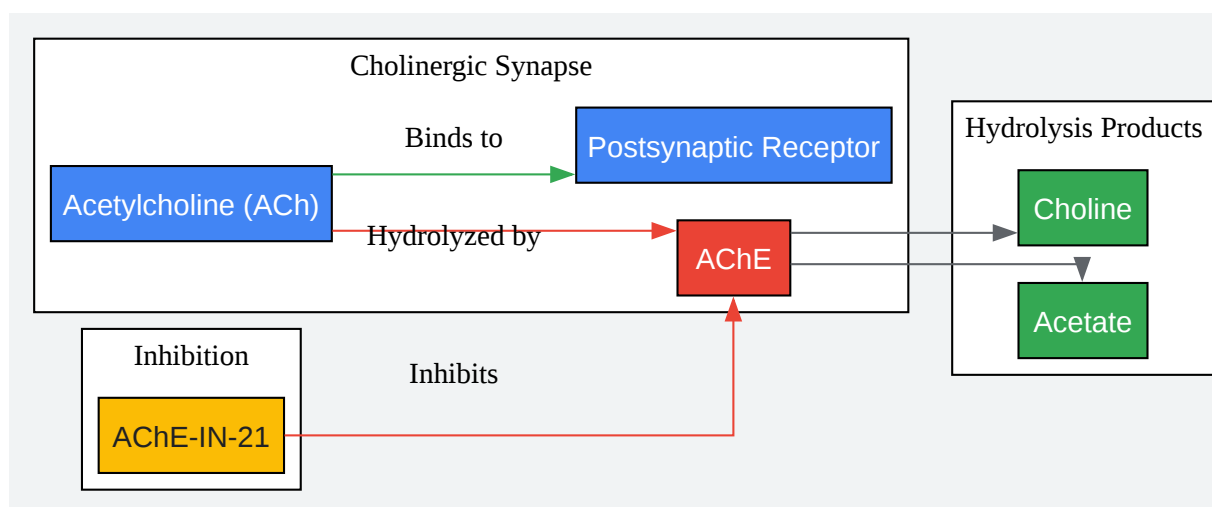 Cholinergic Synapse
Binds to
Postsynaptic Receptor
Acetylcholine (ACh)
Hydrolyzed by
AChE
Hydrolysis Products
Choline
Acetate
Inhibition
Inhibits
AChE-IN-21